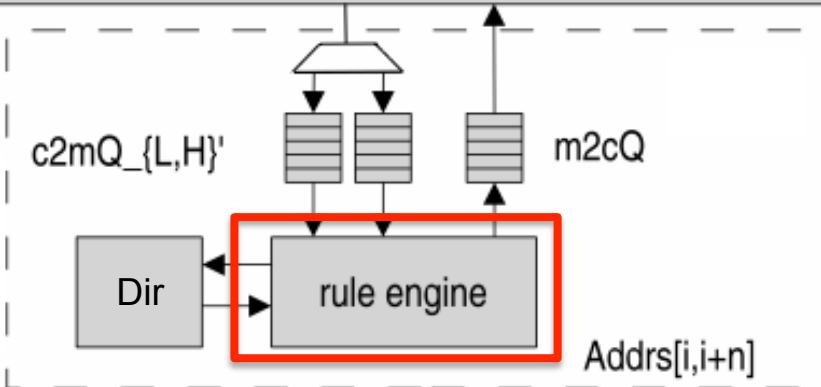 c2mQ_{L,H}'
m2cQ
Dir
rule engine
Addrs[i,i+n]